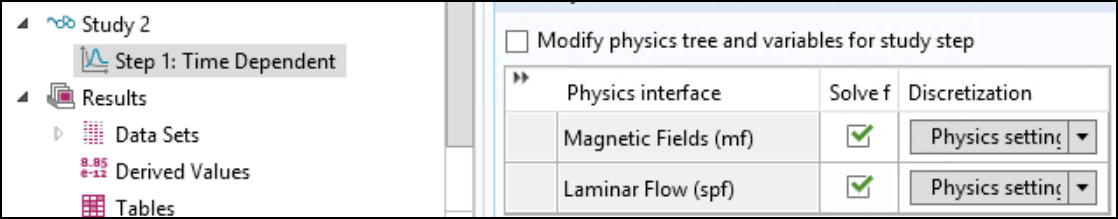 Study 2
Step 1: Time Dependent
Results
Data Sets
8.85
e-12
Derived Values
Tables
Modify physics tree and variables for study step
Physics interface Solve f Discretization
Magnetic Fields (mf) Physics setting
Laminar Flow (spf) Physics setting